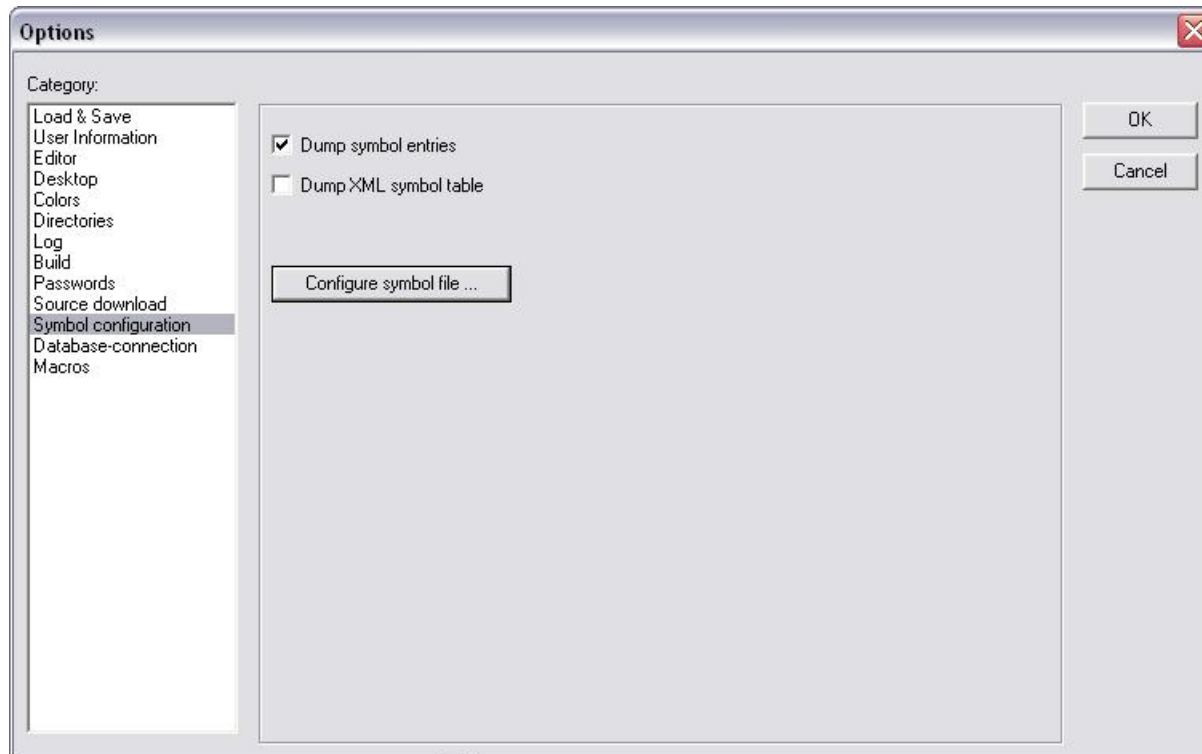 Options
Category:
Load & Save
User Information
Editor
Desktop
Colors
Directories
Log
Build
Passwords
Source download
Symbol configuration
Database-connection
Macros
Dump symbol entries
Dump XML symbol table
Configure symbol file ...
OK
Cancel